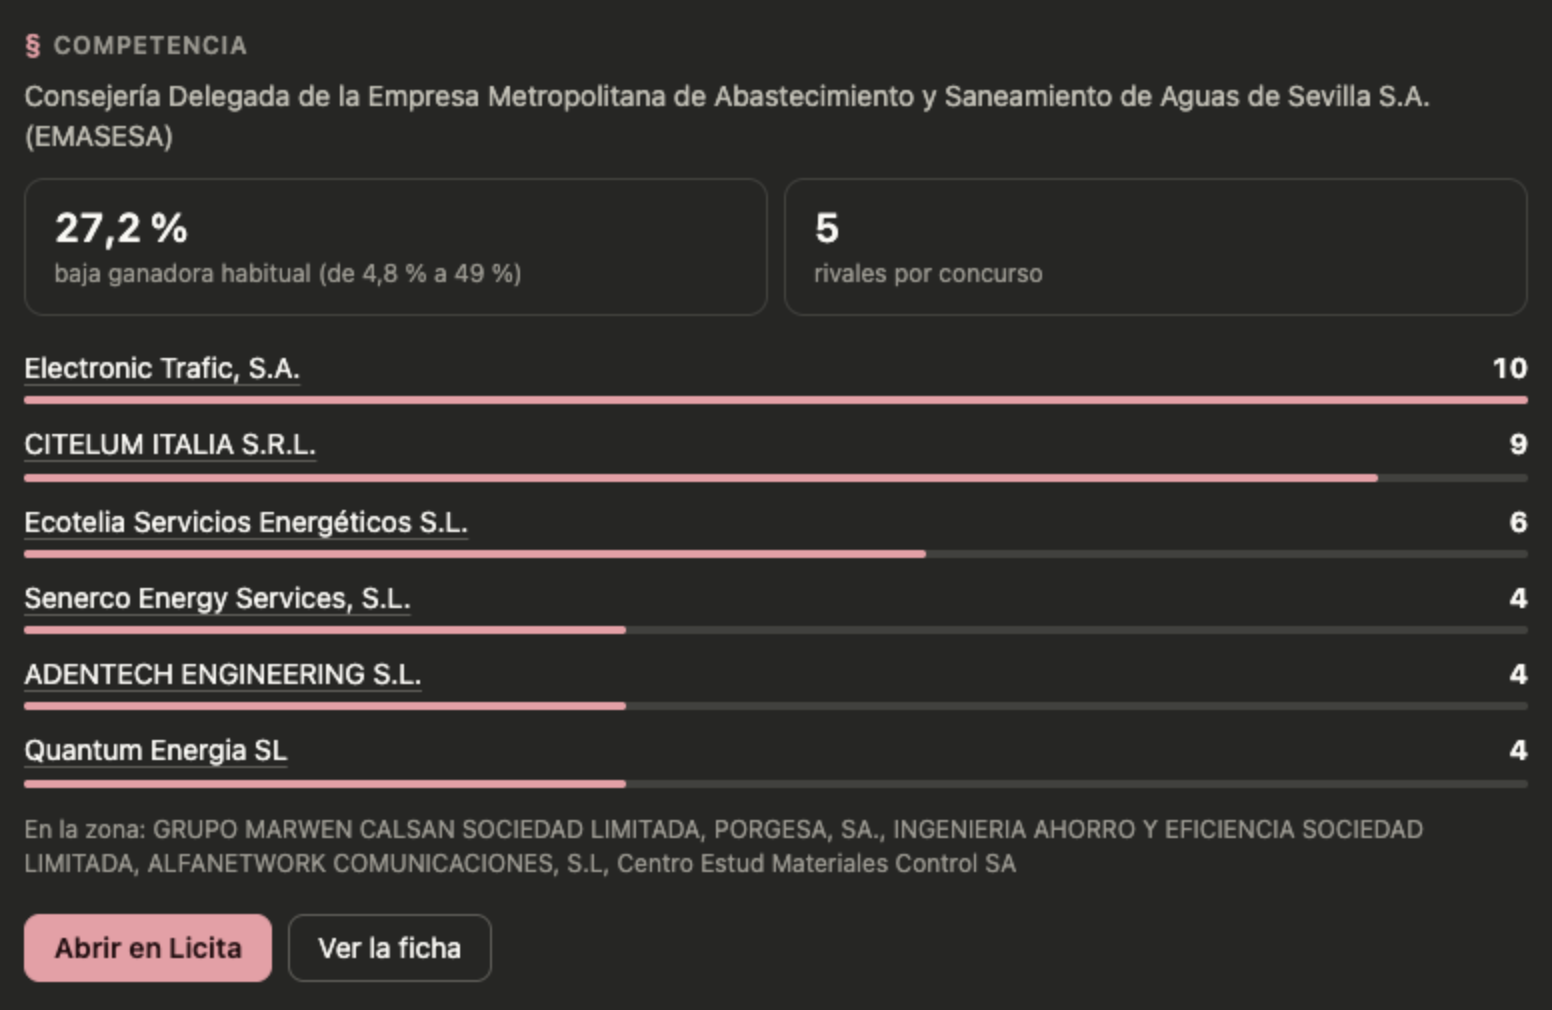 § COMPETENCIA
Consejería Delegada de la Empresa Metropolitana de Abastecimiento y Saneamiento de Aguas de Sevilla S.A.
(EMASESA)
27,2 %
baja ganadora habitual (de 4,8 % a 49 %)
5
rivales por concurso
Electronic Trafic, S.A.
10
CITELUM ITALIA S.R.L.
9
Ecotelia Servicios Energéticos S.L.
6
Senerco Energy Services, S.L.
4
ADENTECH ENGINEERING S.L.
4
Quantum Energia SL
4
En la zona: GRUPO MARWEN CALSAN SOCIEDAD LIMITADA, PORGESA, SA., INGENIERIA AHORRO Y EFICIENCIA SOCIEDAD
LIMITADA, ALFANETWORK COMUNICACIONES, S.L, Centro Estud Materiales Control SA
Abrir en Licita
Ver la ficha